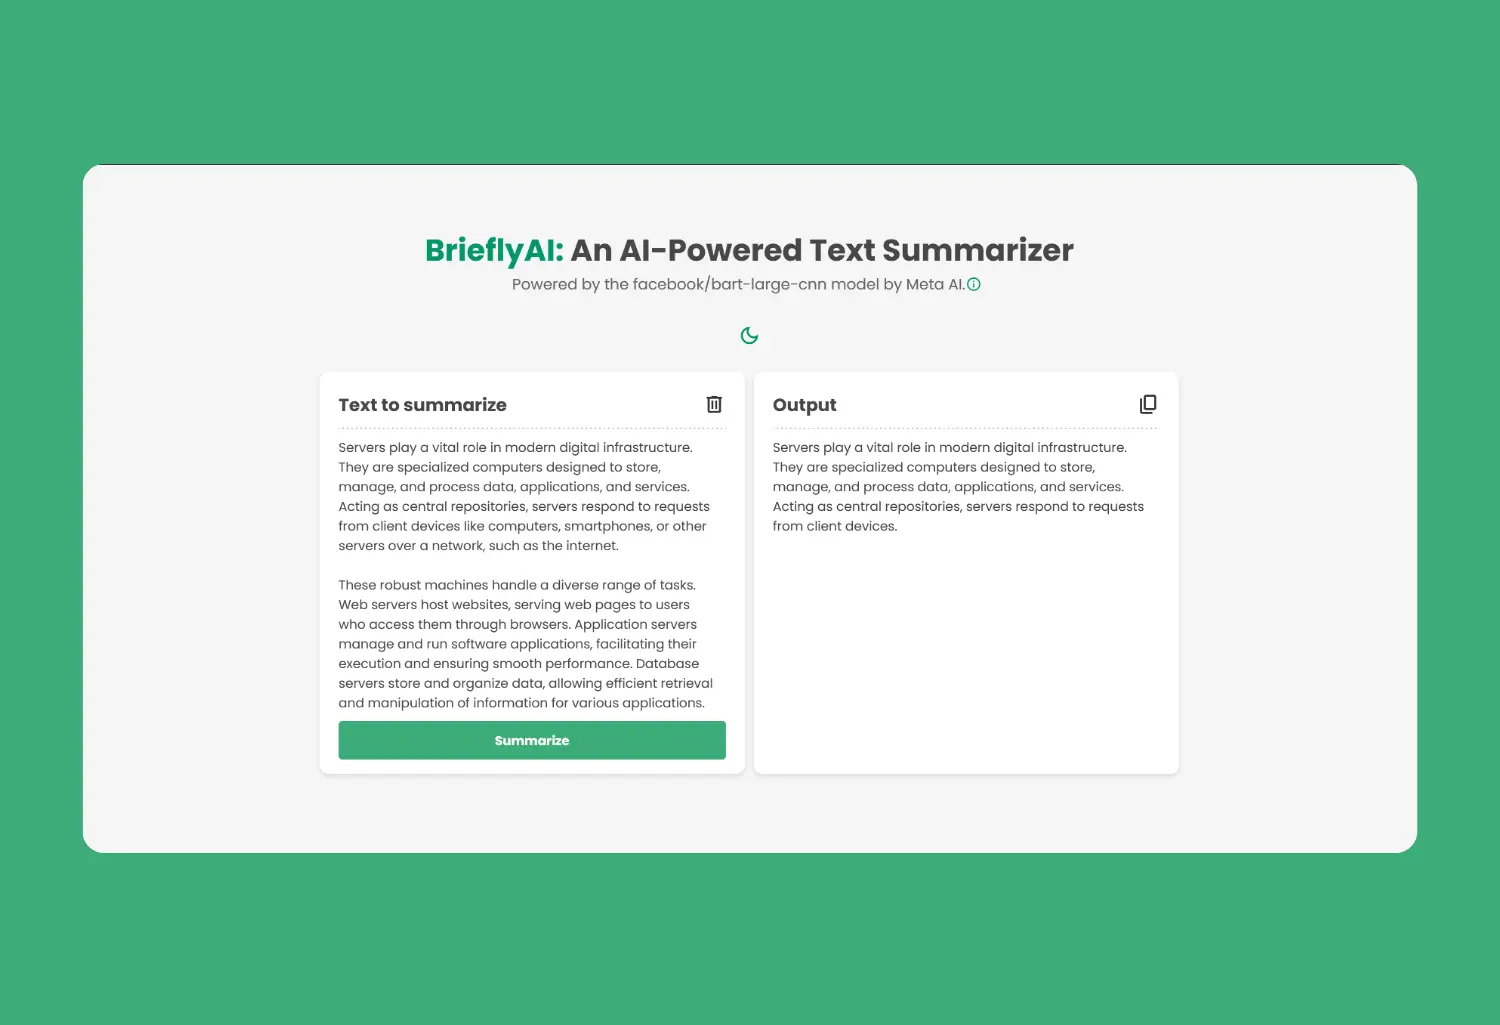 BrieflyAI: An AI-Powered Text Summarizer
Powered by the facebook/bart-large-cnn model by Meta AI.
Text to summarize
Servers play a vital role in modern digital infrastructure.
They are specialized computers designed to store,
manage, and process data, applications, and services.
Acting as central repositories, servers respond to requests
from client devices like computers, smartphones, or other
servers over a network, such as the internet.
These robust machines handle a diverse range of tasks.
Web servers host websites, serving web pages to users
who access them through browsers. Application servers
manage and run software applications, facilitating their
execution and ensuring smooth performance. Database
servers store and organize data, allowing efficient retrieval
and manipulation of information for various applications.
Summarize
Output
Servers play a vital role in modern digital infrastructure.
They are specialized computers designed to store,
manage, and process data, applications, and services.
Acting as central repositories, servers respond to requests
from client devices.